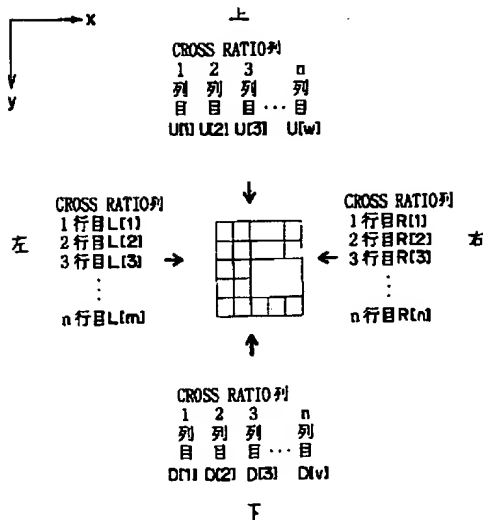 上
x
y
CROSS RATIO列
1 2 3 n
列 列 列 列
目 目 目 … 目
U[1] U[2] U[3] U[w]
CROSS RATIO列
1行目L[1]
2行目L[2]
3行目L[3]
⋮
n行目L[m]
左
CROSS RATIO列
1行目R[1]
2行目R[2]
3行目R[3]
⋮
n行目R[n]
右
CROSS RATIO列
1 2 3 n
列 列 列 列
目 目 目 … 目
D[1] D[2] D[3] D[v]
下